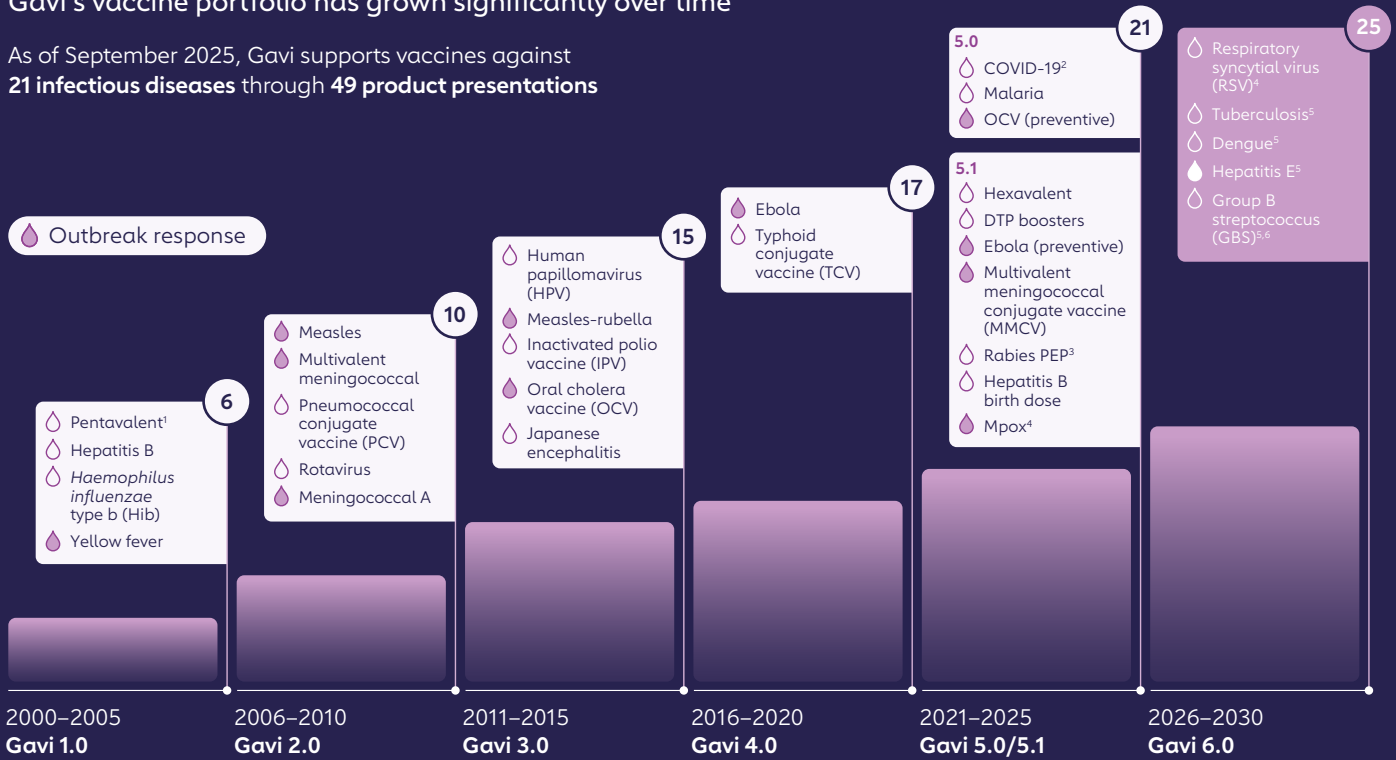 Gavi's vaccine portfolio has grown significantly over time
As of September 2025, Gavi supports vaccines against
21 infectious diseases through 49 product presentations
Outbreak response
6
Pentavalent¹
Hepatitis B
Haemophilus
influenzae
type b (Hib)
Yellow fever
10
Measles
Multivalent
meningococcal
Pneumococcal
conjugate
vaccine (PCV)
Rotavirus
Meningococcal A
15
Human
papillomavirus
(HPV)
Measles-rubella
Inactivated polio
vaccine (IPV)
Oral cholera
vaccine (OCV)
Japanese
encephalitis
17
Ebola
Typhoid
conjugate
vaccine (TCV)
21
5.0
COVID-19²
Malaria
OCV (preventive)
5.1
Hexavalent
DTP boosters
Ebola (preventive)
Multivalent
meningococcal
conjugate vaccine
(MMCV)
Rabies PEP³
Hepatitis B
birth dose
Mpox⁴
25
Respiratory
syncytial virus
(RSV)⁴
Tuberculosis⁵
Dengue⁵
Hepatitis E⁵
Group B
streptococcus
(GBS)⁵,⁶
2000–2005
Gavi 1.0
2006–2010
Gavi 2.0
2011–2015
Gavi 3.0
2016–2020
Gavi 4.0
2021–2025
Gavi 5.0/5.1
2026–2030
Gavi 6.0